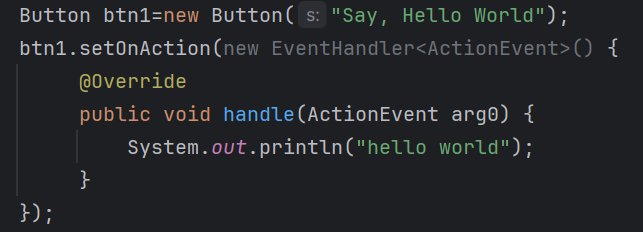 Button btn1=new Button( s: "Say, Hello World");
btn1.setOnAction(new EventHandler<ActionEvent>() {
@Override
public void handle(ActionEvent arg0) {
System.out.println("hello world");
}
});